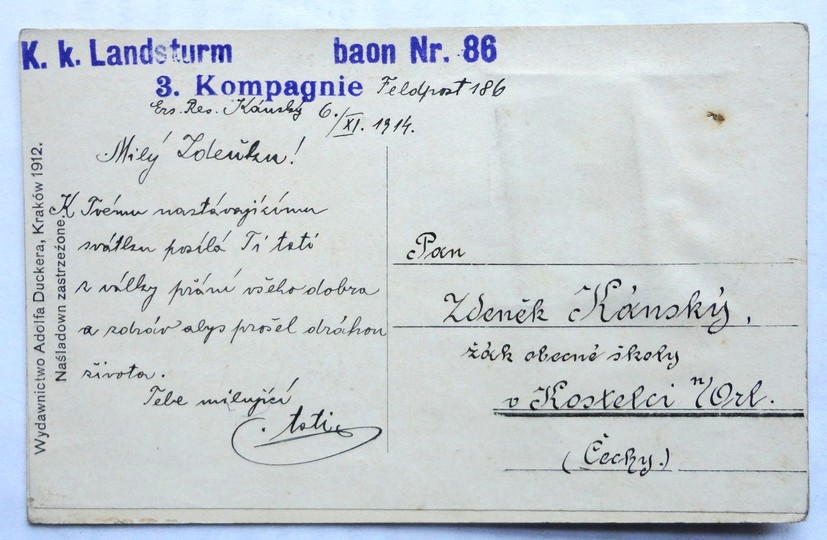 K. k. Landsturm baon Nr. 86
3. Kompagnie Feldpost 186
Ers. Res. Kánský 6./XI. 1914.
Milý Zdeňku!
K Tvému nastávajícímu
svátku posílá Ti tatí
z války přání všeho dobra
a zdráv abys prošel dráhou
života.
Tebe milující
tatí
Pan
Zdeněk Kánský,
žák obecné školy
v Kostelci n/Orl.
(Čechy.)
Wydawnictwo Adolfa Duckera, Kraków 1912.
Naśladown zastrzeżone.